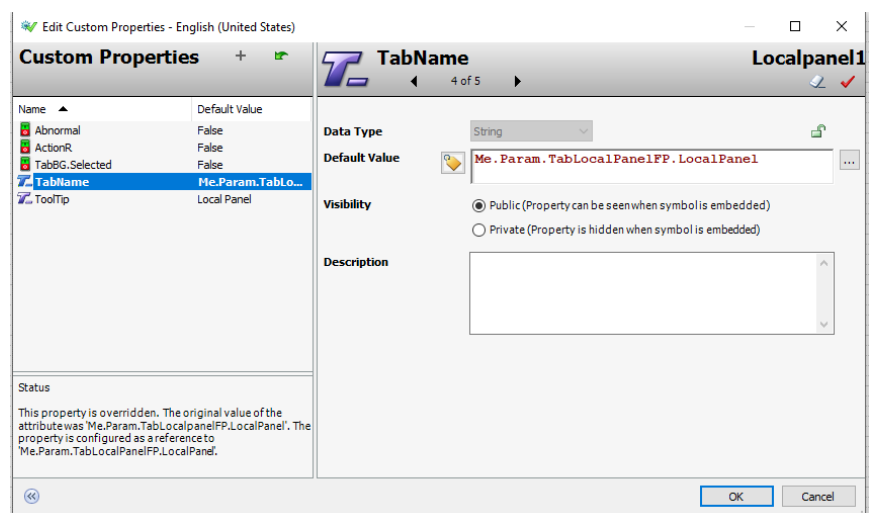 Edit Custom Properties - English (United States)
Custom Properties
TabName
Localpanel1
4 of 5
Name Default Value
Abnormal False
ActionR False
TabBG.Selected False
TabName Me.Param.TabLo...
ToolTip Local Panel
Data Type String
Default Value Me.Param.TabLocalPanelFP.LocalPanel ...
Visibility Public (Property can be seen when symbol is embedded)
Private (Property is hidden when symbol is embedded)
Description
Status
This property is overridden. The original value of the
attribute was 'Me.Param.TabLocalpanelFP.LocalPanel'. The
property is configured as a reference to
'Me.Param.TabLocalPanelFP.LocalPanel'.
OK Cancel